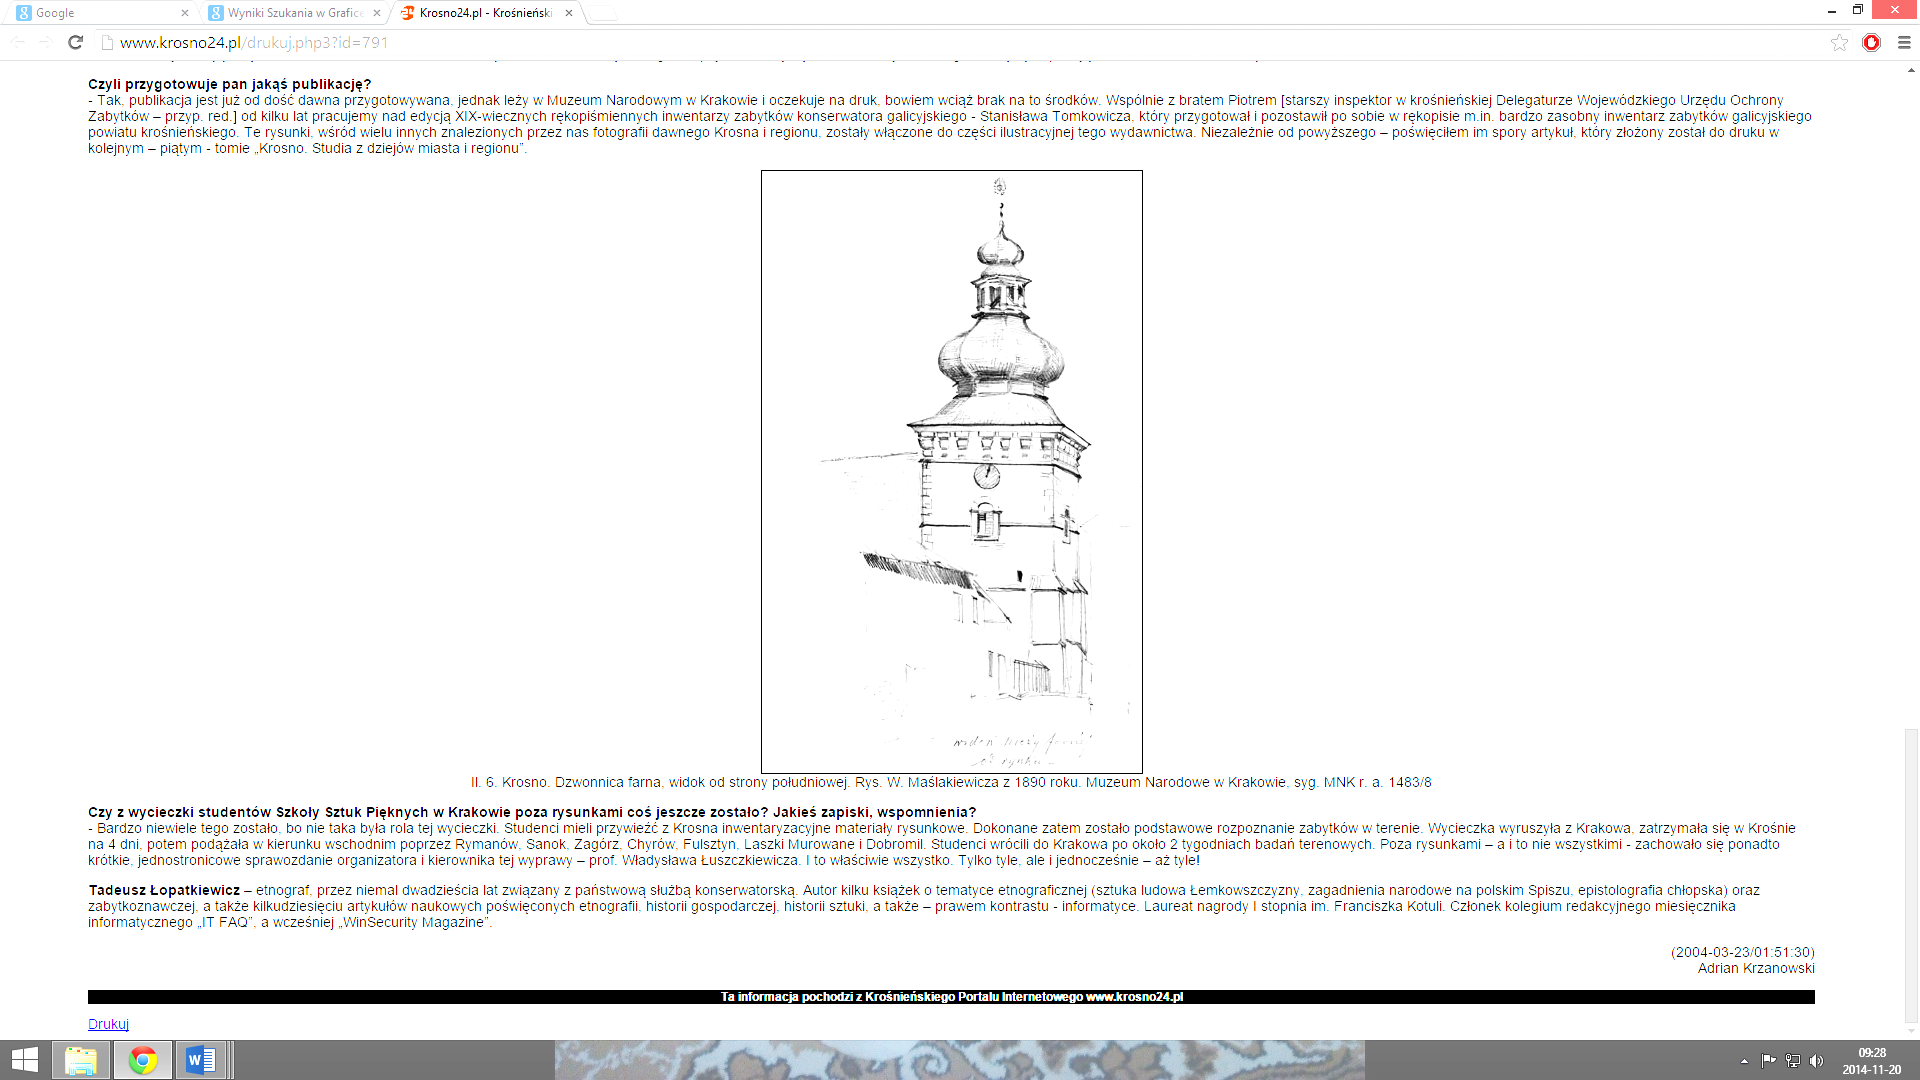 Google
Wyniki Szukania w Grafice
Krosno24.pl - Krośnieński
www.krosno24.pl/drukuj.php3?id=791
Czyli przygotowuje pan jakąś publikację?
- Tak, publikacja jest już od dość dawna przygotowywana, jednak leży w Muzeum Narodowym w Krakowie i oczekuje na druk, bowiem wciąż brak na to środków. Wspólnie z bratem Piotrem [starszy inspektor w krośnieńskiej Delegaturze Wojewódzkiego Urzędu Ochrony
Zabytków – przyp. red.] od kilku lat pracujemy nad edycją XIX-wiecznych rękopiśmiennych inwentarzy zabytków konserwatora galicyjskiego - Stanisława Tomkowicza, który przygotował i pozostawił po sobie w rękopisie m.in. bardzo zasobny inwentarz zabytków galicyjskiego
powiatu krośnieńskiego. Te rysunki, wśród wielu innych znalezionych przez nas fotografii dawnego Krosna i regionu, zostały włączone do części ilustracyjnej tego wydawnictwa. Niezależnie od powyższego – poświęciłem im spory artykuł, który złożony został do druku w
kolejnym – piątym - tomie „Krosno. Studia z dziejów miasta i regionu”.
widok wieży farnej
od rynku
Il. 6. Krosno. Dzwonnica farna, widok od strony południowej. Rys. W. Maślakiewicza z 1890 roku. Muzeum Narodowe w Krakowie, syg. MNK r. a. 1483/8
Czy z wycieczki studentów Szkoły Sztuk Pięknych w Krakowie poza rysunkami coś jeszcze zostało? Jakieś zapiski, wspomnienia?
- Bardzo niewiele tego zostało, bo nie taka była rola tej wycieczki. Studenci mieli przywieźć z Krosna inwentaryzacyjne materiały rysunkowe. Dokonane zatem zostało podstawowe rozpoznanie zabytków w terenie. Wycieczka wyruszyła z Krakowa, zatrzymała się w Krośnie
na 4 dni, potem podążała w kierunku wschodnim poprzez Rymanów, Sanok, Zagórz, Chyrów, Fulsztyn, Laszki Murowane i Dobromil. Studenci wrócili do Krakowa po około 2 tygodniach badań terenowych. Poza rysunkami – a i to nie wszystkimi - zachowało się ponadto
krótkie, jednostronicowe sprawozdanie organizatora i kierownika tej wyprawy – prof. Władysława Łuszczkiewicza. I to właściwie wszystko. Tylko tyle, ale i jednocześnie – aż tyle!
Tadeusz Łopatkiewicz – etnograf, przez niemal dwadzieścia lat związany z państwową służbą konserwatorską. Autor kilku książek o tematyce etnograficznej (sztuka ludowa Łemkowszczyzny, zagadnienia narodowe na polskim Spiszu, epistolografia chłopska) oraz
zabytkoznawczej, a także kilkudziesięciu artykułów naukowych poświęconych etnografii, historii gospodarczej, historii sztuki, a także – prawem kontrastu - informatyce. Laureat nagrody I stopnia im. Franciszka Kotuli. Członek kolegium redakcyjnego miesięcznika
informatycznego „IT FAQ”, a wcześniej „WinSecurity Magazine”.
(2004-03-23/01:51:30)
Adrian Krzanowski
Ta informacja pochodzi z Krośnieńskiego Portalu Internetowego www.krosno24.pl
Drukuj
09:28
2014-11-20